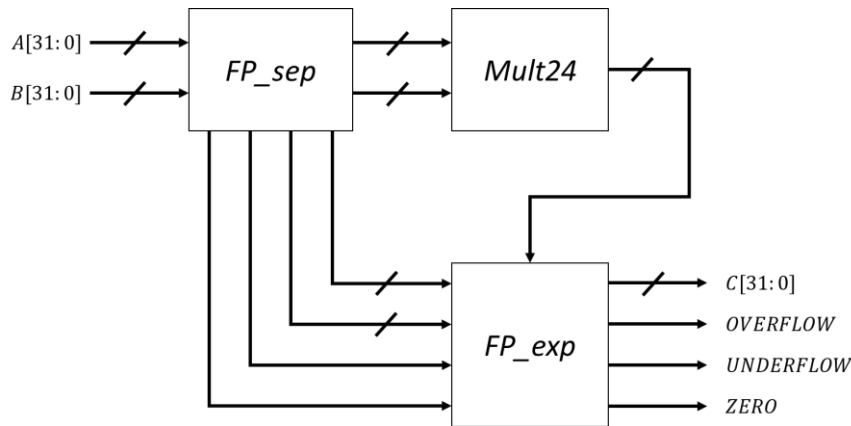 A[31:0]
B[31:0]
FP_sep
Mult24
FP_exp
C[31:0]
OVERFLOW
UNDERFLOW
ZERO